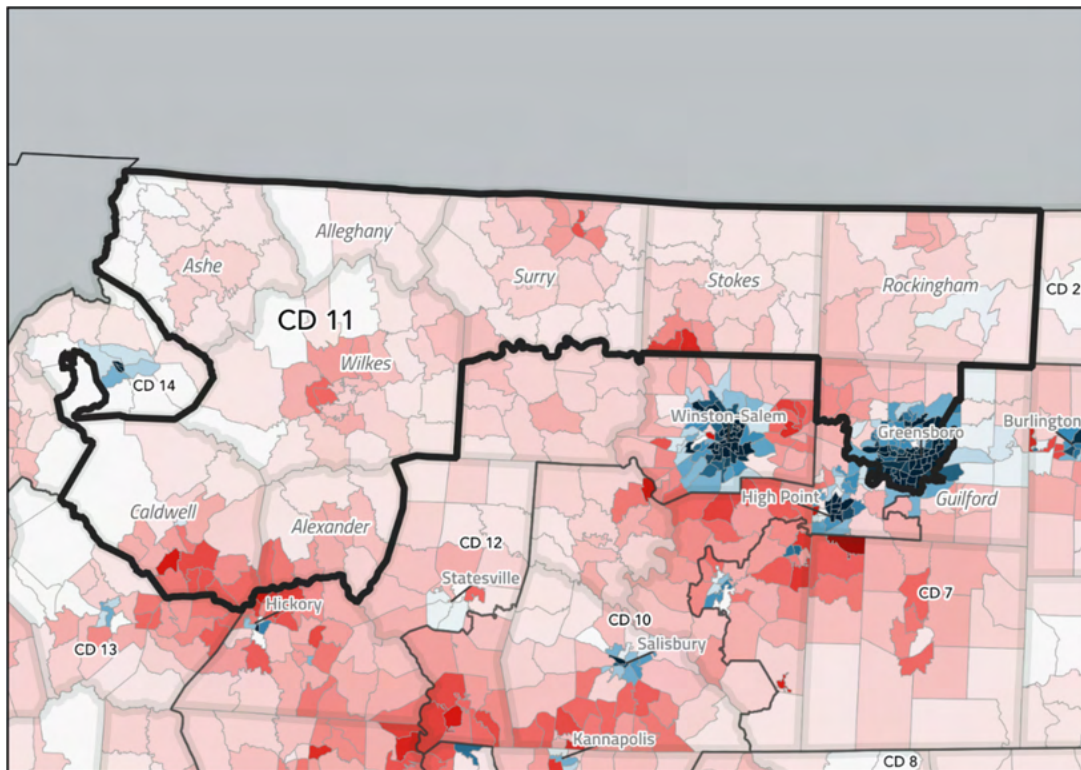 Alleghany
Ashe
Surry
Stokes
Rockingham
CD 2
CD 11
Wilkes
CD 14
Winston-Salem
Greensboro
Burlington
High Point
Guilford
Caldwell
Alexander
CD 12
Statesville
Hickory
CD 7
CD 10
CD 13
Salisbury
Kannapolis
CD 8